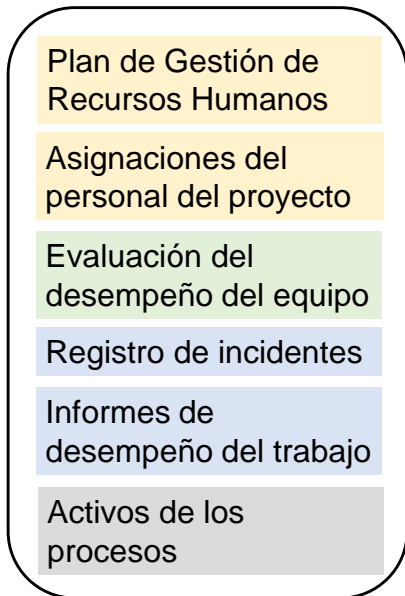 Plan de Gestión de
Recursos Humanos
Asignaciones del
personal del proyecto
Evaluación del
desempeño del equipo
Registro de incidentes
Informes de
desempeño del trabajo
Activos de los
procesos